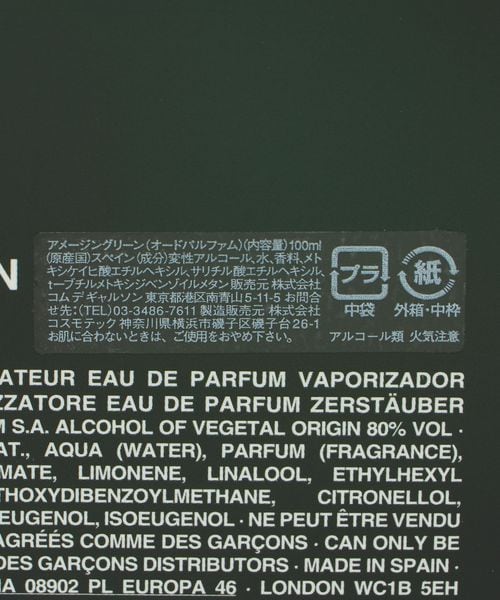 アメージングリーン(オードパルファム)(内容量)100ml
(原産国)スペイン(成分)変性アルコール、水、香料、メト
キシケイヒ酸エチルヘキシル、サリチル酸エチルヘキシル、
t-ブチルメトキシジベンゾイルメタン 販売元 株式会社
コム デ ギャルソン 東京都港区南青山5-11-5 お問合
せ先:(TEL)03-3486-7611 製造販売元 株式会社
コスモテック 神奈川県横浜市磯子区磯子台26-1
お肌に合わないときは、ご使用をおやめ下さい。
プラ
紙
中袋 外箱・中枠
アルコール類 火気注意
N
ATEUR EAU DE PARFUM VAPORIZADOR
ZZATORE EAU DE PARFUM ZERSTÄUBER
M S.A. ALCOHOL OF VEGETAL ORIGIN 80% VOL ·
AT., AQUA (WATER), PARFUM (FRAGRANCE),
MATE, LIMONENE, LINALOOL, ETHYLHEXYL
THOXYDIBENZOYLMETHANE, CITRONELLOL,
EUGENOL, ISOEUGENOL · NE PEUT ÊTRE VENDU
AGRÉÉS COMME DES GARÇONS · CAN ONLY BE
DES GARÇONS DISTRIBUTORS · MADE IN SPAIN ·
IA 08902 PL EUROPA 46 · LONDON WC1B 5EH